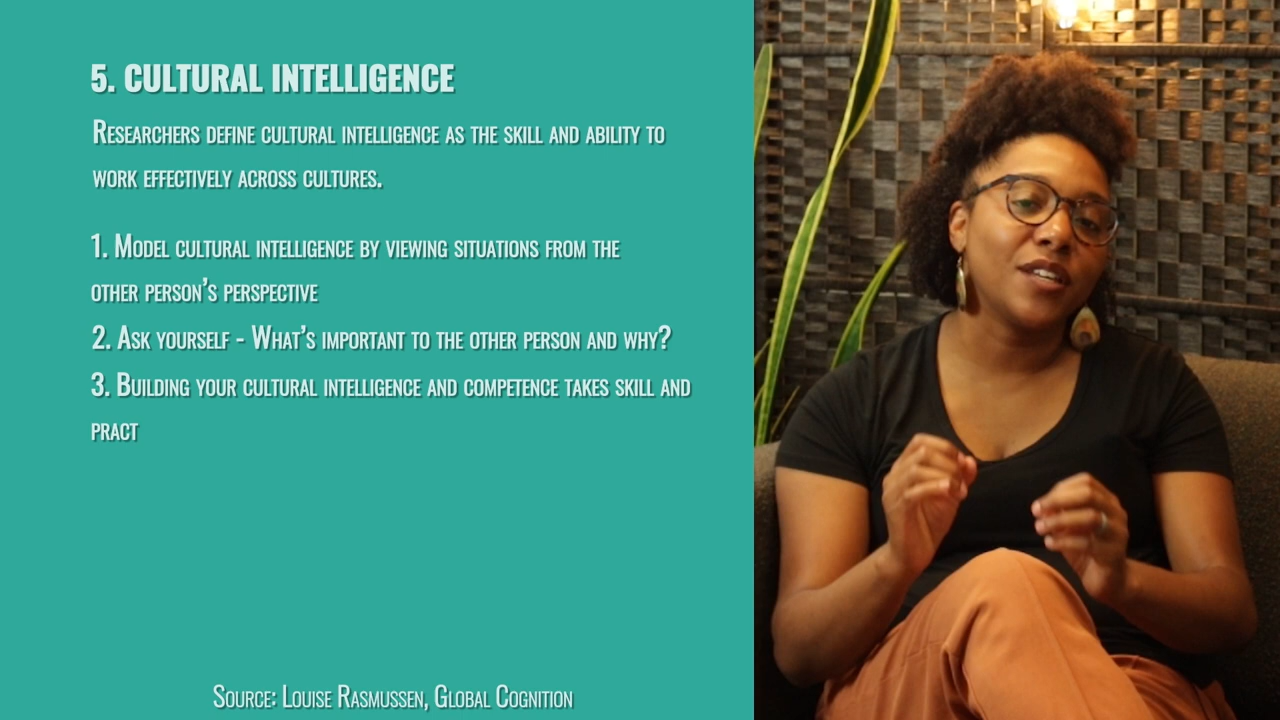 5. CULTURAL INTELLIGENCE
Researchers define cultural intelligence as the skill and ability to
work effectively across cultures.
1. Model cultural intelligence by viewing situations from the
other person's perspective
2. Ask yourself - What's important to the other person and why?
3. Building your cultural intelligence and competence takes skill and
pract
Source: Louise Rasmussen, Global Cognition